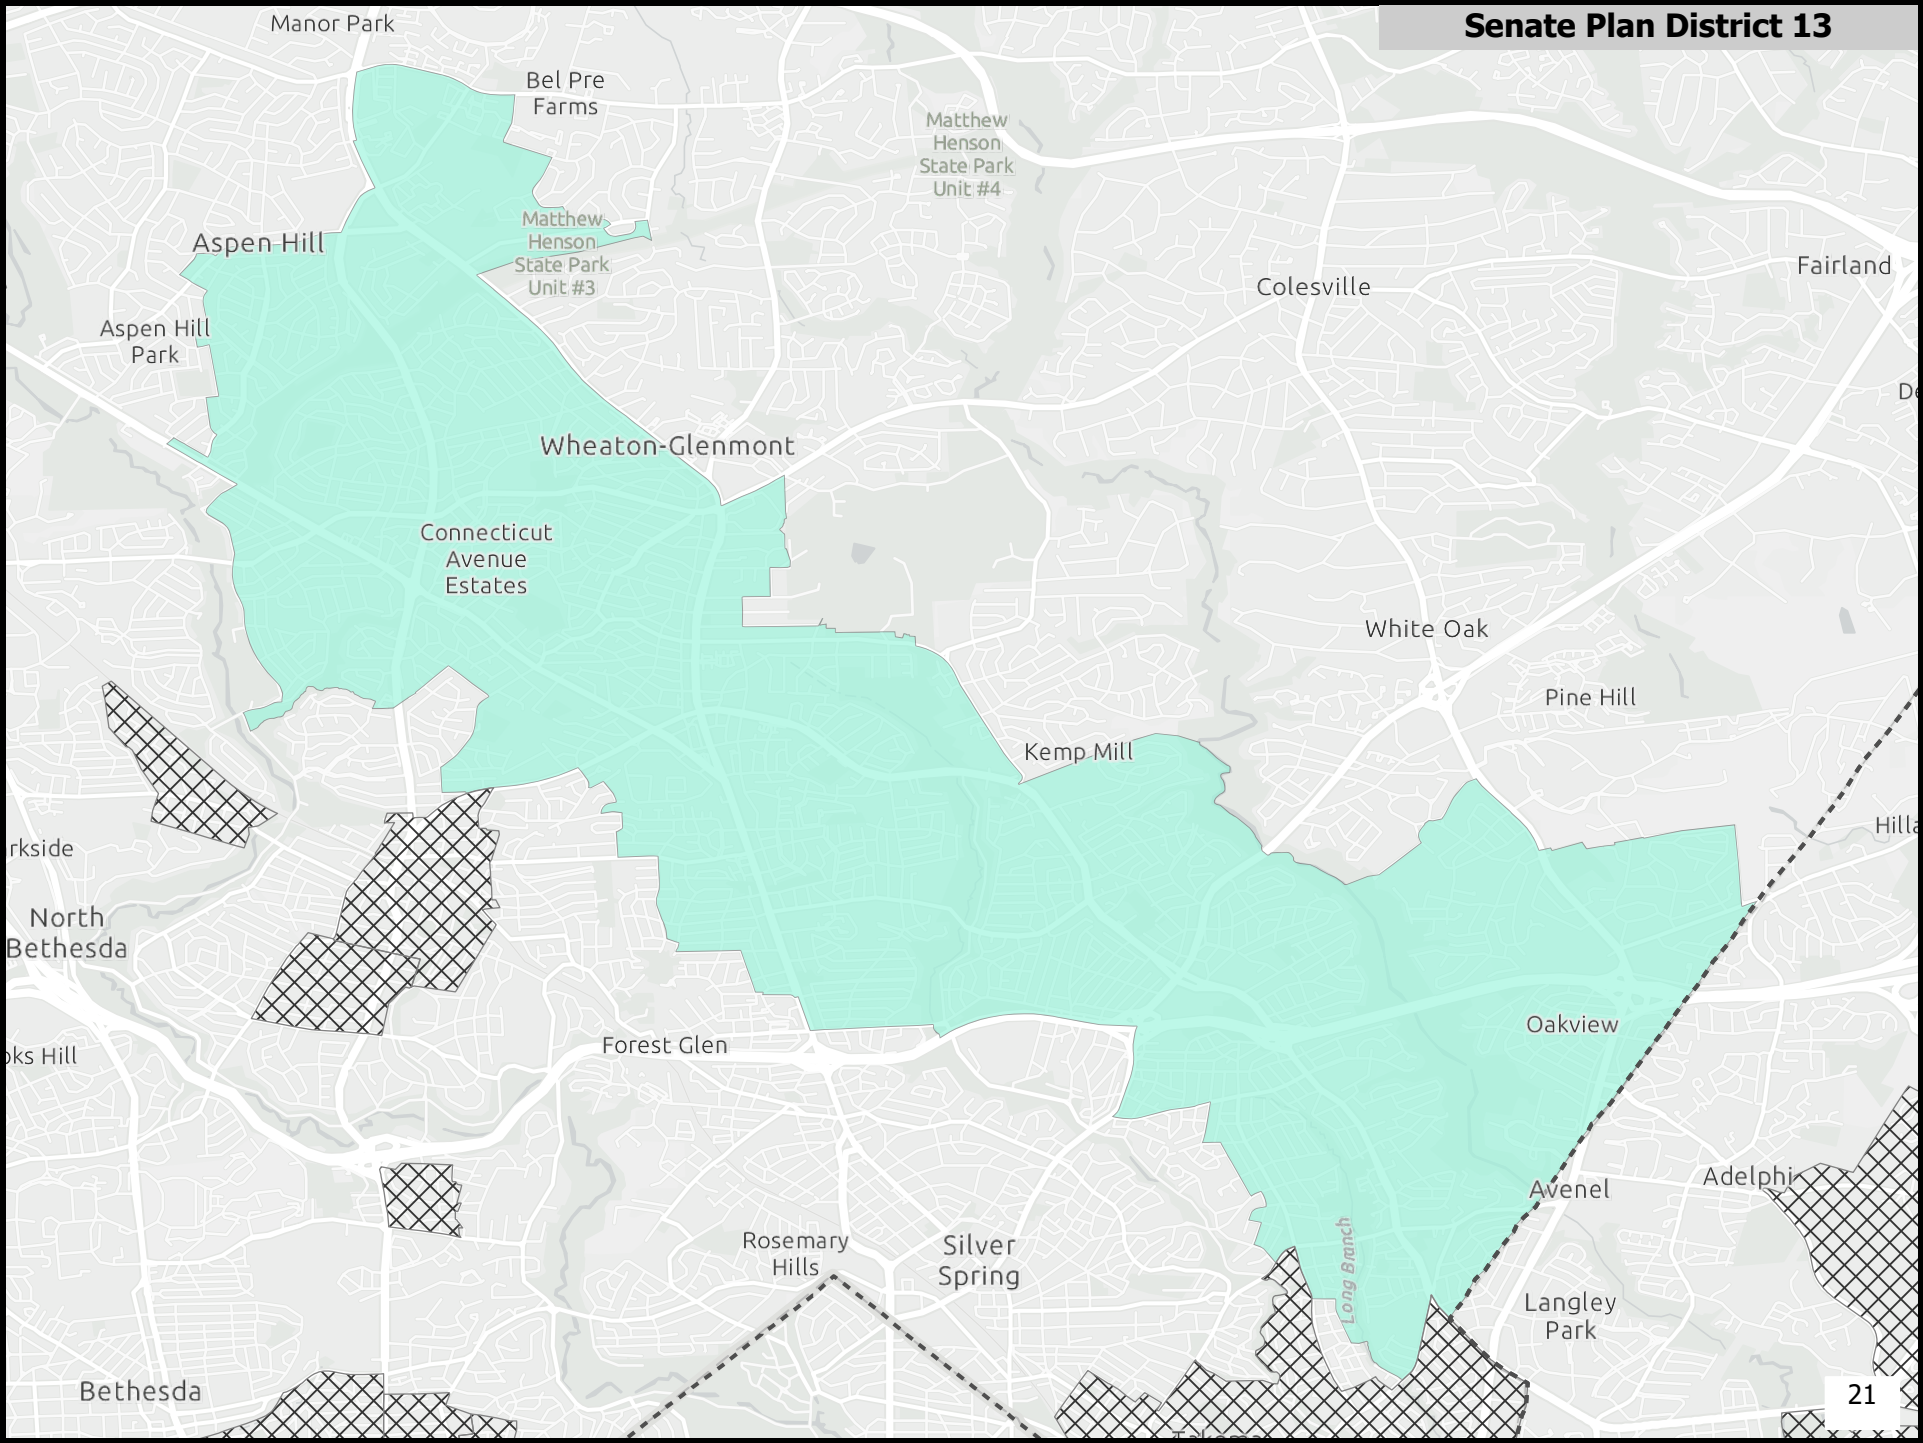 Senate Plan District 13
Manor Park
Bel Pre
Farms
Matthew
Henson
State Park
Unit #4
Matthew
Henson
State Park
Unit #3
Aspen Hill
Fairland
Colesville
Aspen Hill
Park
De
Wheaton-Glenmont
Connecticut
Avenue
Estates
White Oak
Pine Hill
Kemp Mill
Hilla
rkside
North
Bethesda
Oakview
Forest Glen
oks Hill
Adelphi
Avenel
Rosemary
Hills
Silver
Spring
Long Branch
Langley
Park
Bethesda
21
Takoma